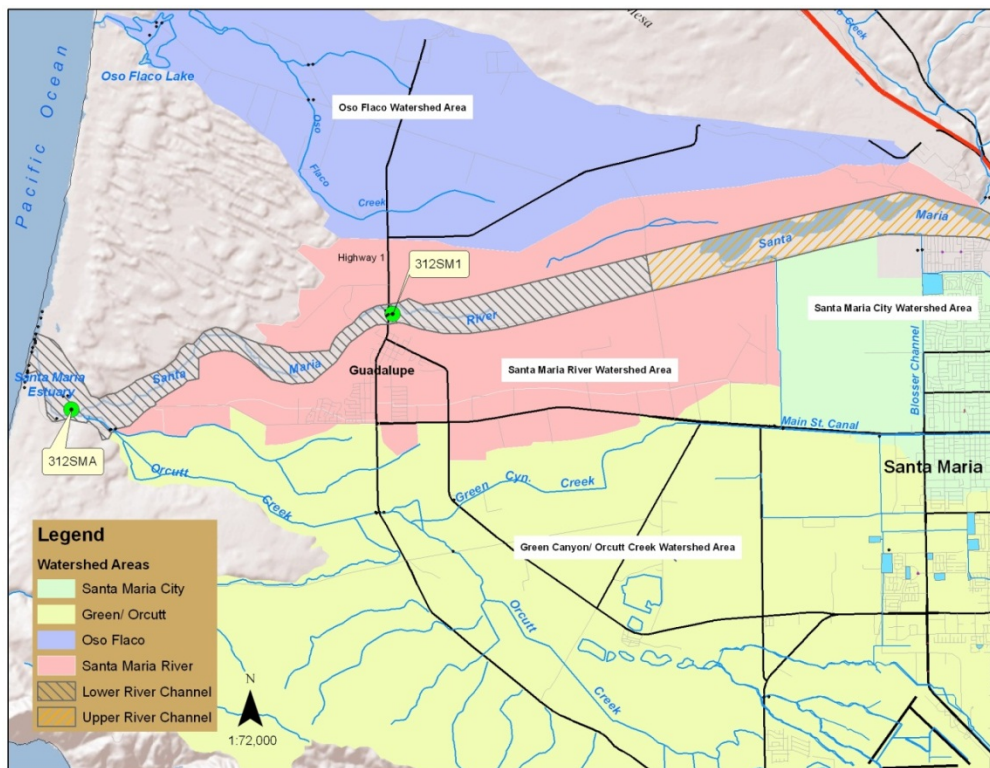 Mesa
Creek
Pacific Ocean
Oso Flaco Lake
Oso Flaco Watershed Area
Oso
Flaco
Creek
Highway 1
312SM1
Santa
Maria
River
Santa Maria City Watershed Area
Blosser Channel
Santa Maria
Estuary
Santa
Maria
Guadalupe
Santa Maria River Watershed Area
312SMA
Main St. Canal
Orcutt
Creek
Green
Cyn.
Creek
Santa Maria
Green Canyon/ Orcutt Creek Watershed Area
Orcutt
Creek
Legend
Watershed Areas
Santa Maria City
Green/ Orcutt
Oso Flaco
Santa Maria River
Lower River Channel
Upper River Channel
N
1:72,000